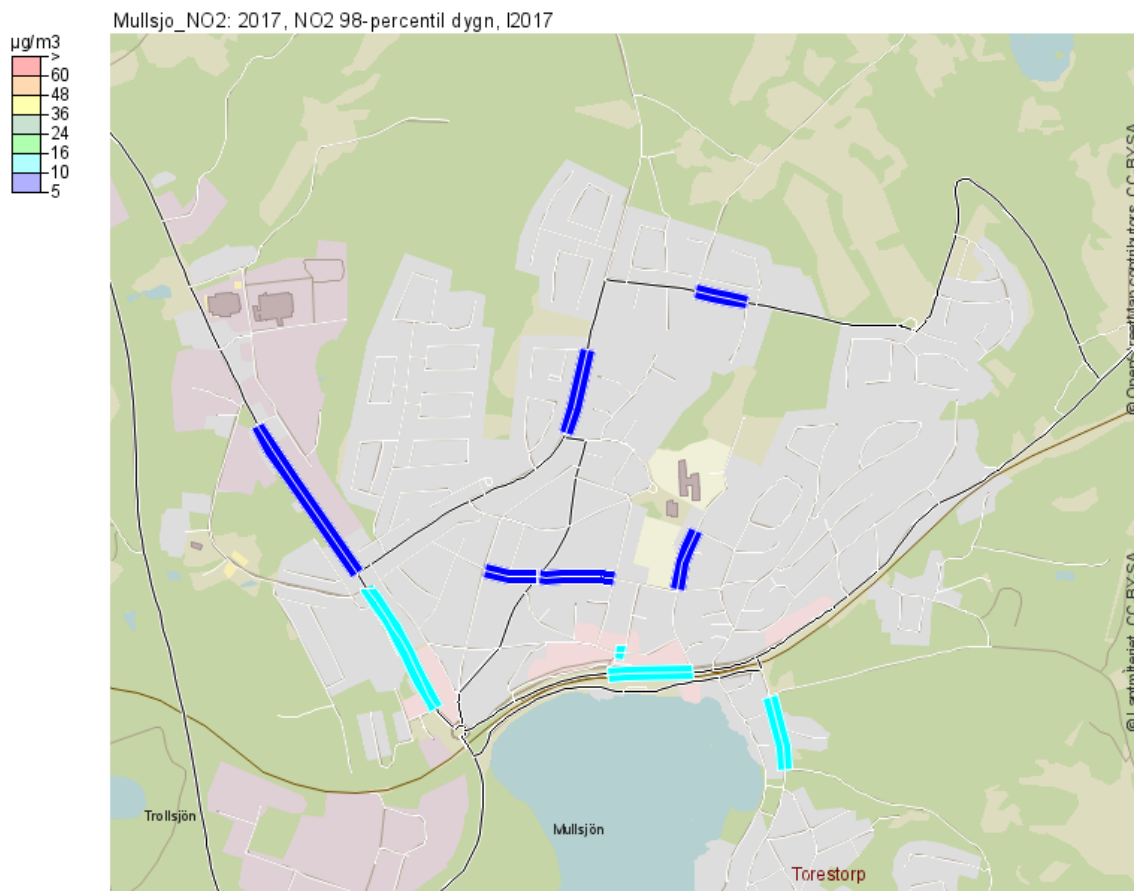 Mullsjo_NO2: 2017, NO2 98-percentil dygn, I2017
µg/m3
>
60
48
36
24
16
10
5
© OpenStreetMap contributors, CC BY SA
© Lantmäteriet, CC BY SA
Trollsjön
Mullsjön
Torestorp